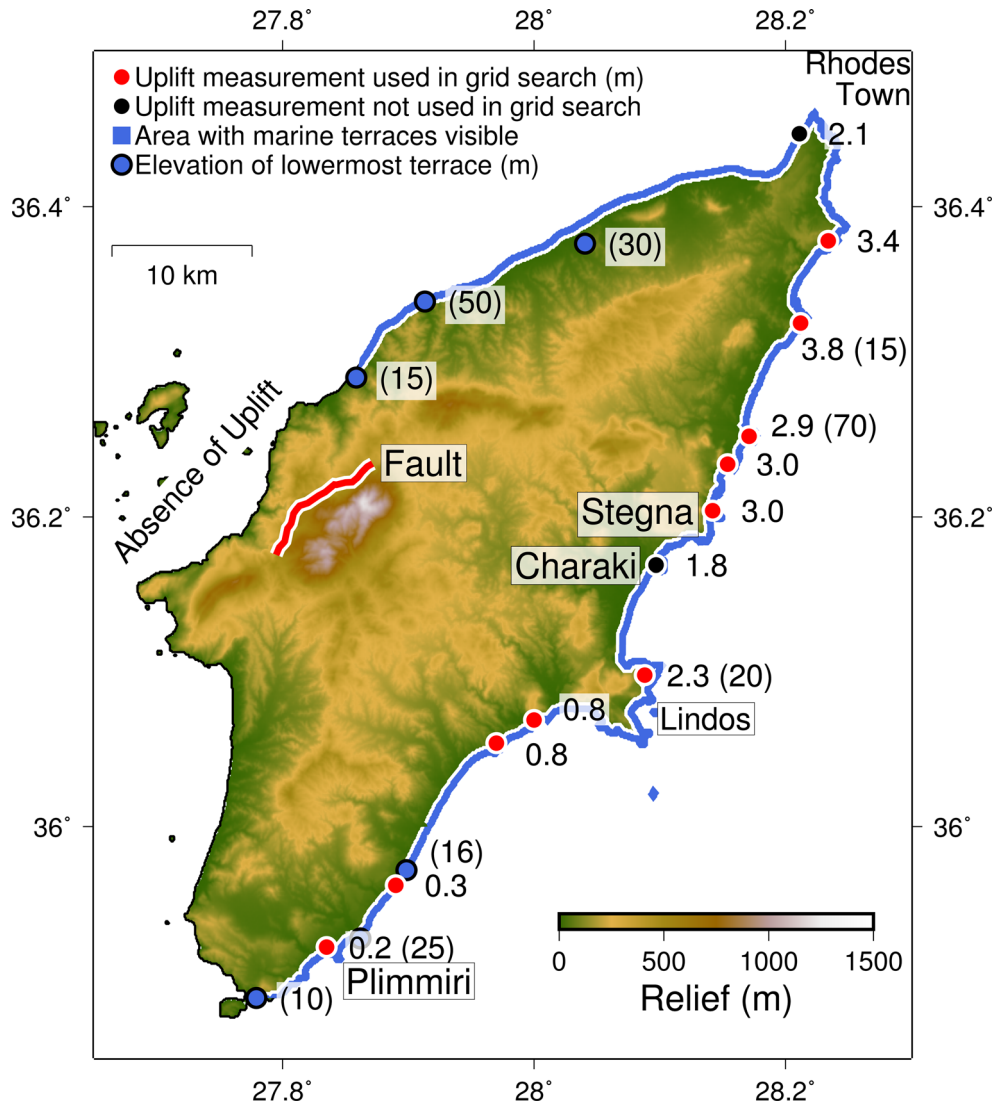 27.8°
28°
28.2°
Uplift measurement used in grid search (m)
Uplift measurement not used in grid search
Area with marine terraces visible
Elevation of lowermost terrace (m)
Rhodes
Town
2.1
36.4°
36.4°
3.4
(30)
10 km
(50)
3.8 (15)
(15)
2.9 (70)
Absence of Uplift
Fault
3.0
36.2°
36.2°
Stegna
3.0
Charaki
1.8
2.3 (20)
0.8
Lindos
0.8
36°
36°
(16)
0.3
0.2 (25)
Plimmiri
(10)
0
500
1000
1500
Relief (m)
27.8°
28°
28.2°